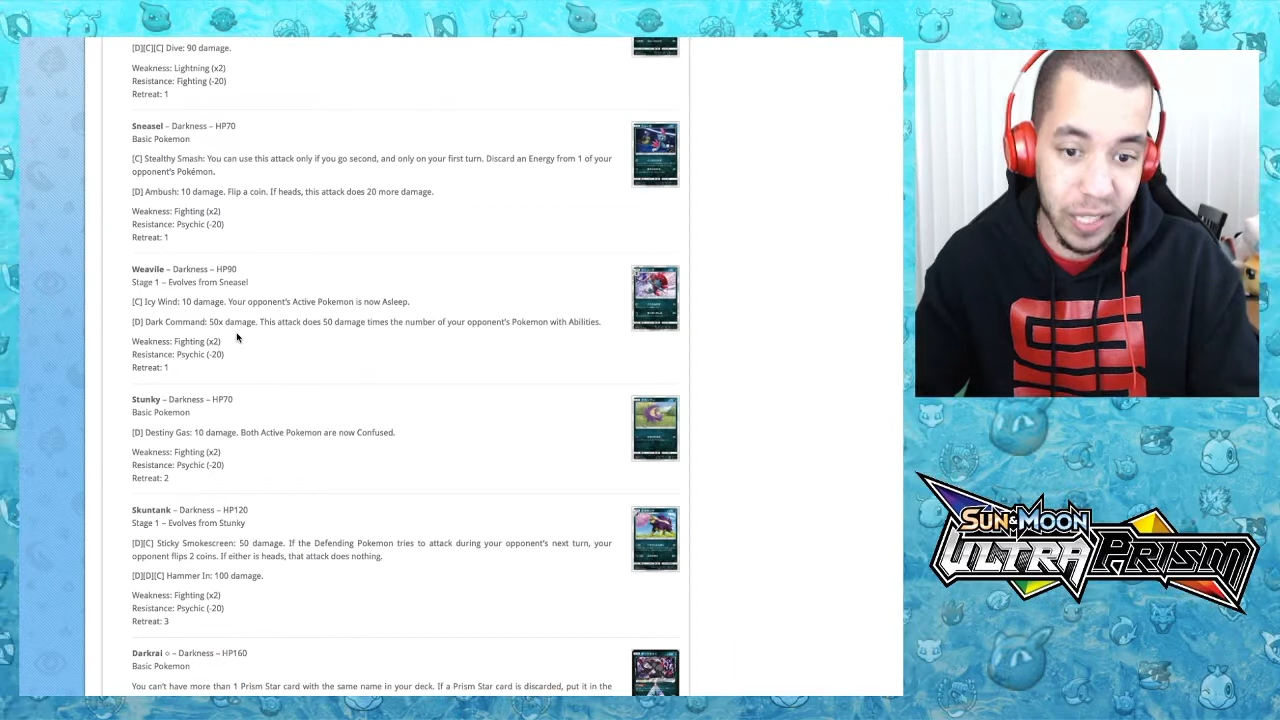 [D][C][C] Dive: 90 damage.
Weakness: Lightning (x2)
Resistance: Fighting (-20)
Retreat: 1
Sneasel – Darkness – HP70
Basic Pokemon
[C] Stealthy Smash: You can use this attack only if you go second, and only on your first turn. Discard an Energy from 1 of your
opponent's Pokemon.
[D] Ambush: 10 damage. Flip a coin. If heads, this attack does 20 more damage.
Weakness: Fighting (x2)
Resistance: Psychic (-20)
Retreat: 1
Weavile – Darkness – HP90
Stage 1 – Evolves from Sneasel
[C] Icy Wind: 10 damage. Your opponent's Active Pokemon is now Asleep.
[D] Dark Command: 50x damage. This attack does 50 damage times the number of your opponent's Pokemon with Abilities.
Weakness: Fighting (x2)
Resistance: Psychic (-20)
Retreat: 1
Stunky – Darkness – HP70
Basic Pokemon
[D] Destiny Gas: 10 damage. Both Active Pokemon are now Confused.
Weakness: Fighting (x2)
Resistance: Psychic (-20)
Retreat: 2
Skuntank – Darkness – HP120
Stage 1 – Evolves from Stunky
[D][C] Sticky Smokescreen: 50 damage. If the Defending Pokemon tries to attack during your opponent's next turn, your
opponent flips 2 coins. If either is heads, that attack does nothing.
[D][D][C] Hammer In: 100 damage.
Weakness: Fighting (x2)
Resistance: Psychic (-20)
Retreat: 3
Darkrai ◇ – Darkness – HP160
Basic Pokemon
You can't have more than 1 Prism Star card with the same name in your deck. If a Prism Star card is discarded, put it in the
SUN & MOON
ULTRA PRISM